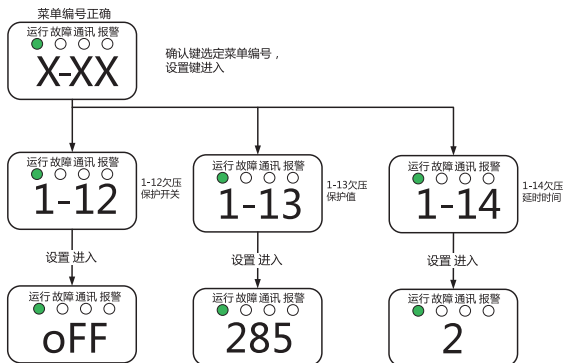 菜单编号正确
运行 故障 通讯 报警
X-XX
确认键选定菜单编号，
设置键进入
运行 故障 通讯 报警
1-12
1-12欠压
保护开关
运行 故障 通讯 报警
1-13
1-13欠压
保护值
运行 故障 通讯 报警
1-14
1-14欠压
延时时间
设置 进入
设置 进入
设置 进入
运行 故障 通讯 报警
oFF
运行 故障 通讯 报警
285
运行 故障 通讯 报警
2